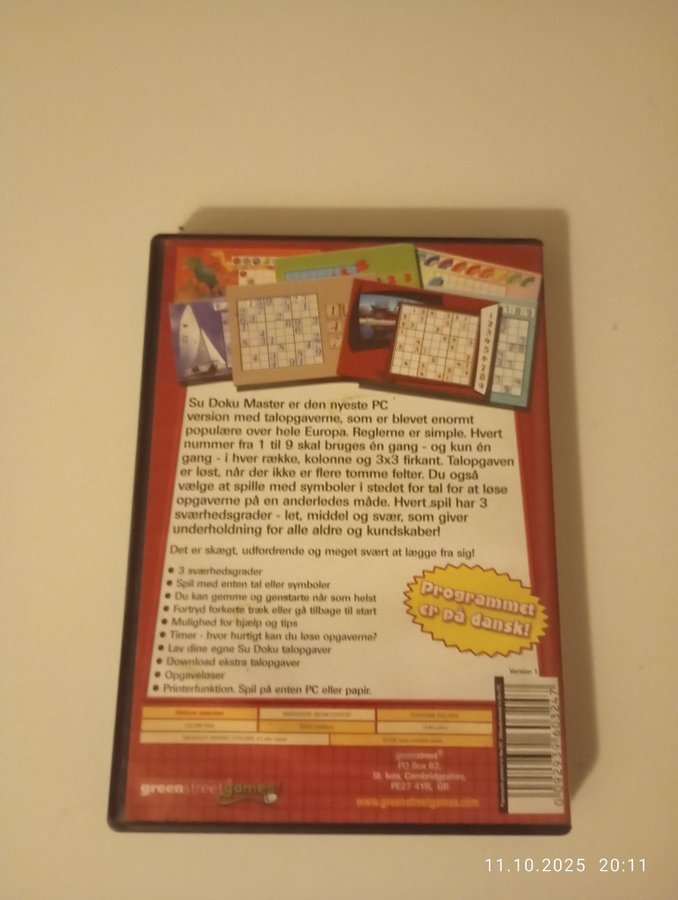 Su Doku Master er den nyeste PC
version med talopgaverne, som er blevet enormt
populære over hele Europa. Reglerne er simple. Hvert
nummer fra 1 til 9 skal bruges én gang - og kun én
gang - i hver række, kolonne og 3x3 firkant. Talopgaven
er løst, når der ikke er flere tomme felter. Du også
vælge at spille med symboler i stedet for tal for at løse
opgaverne på en anderledes måde. Hvert spil har 3
sværhedsgrader - let, middel og svær, som giver
underholdning for alle aldre og kundskaber!
Det er skægt, udfordrende og meget svært at lægge fra sig!
• 3 sværhedsgrader
• Spil med enten tal eller symboler
• Du kan gemme og genstarte når som helst
• Fortryd forkerte træk eller gå tilbage til start
• Mulighed for hjælp og tips
• Timer - hvor hurtigt kan du løse opgaverne?
• Lav dine egne Su Doku talopgaver
• Download ekstra talopgaver
• Opgaveløser
• Printerfunktion. Spil på enten PC eller papir.
Programmet
er på dansk!
Version 1
greenstreet®
PO Box 62,
St. Ives, Cambridgeshire,
PE27 4YR, GB
www.greenstreetgames.com
greenstreetgames
11.10.2025 20:11